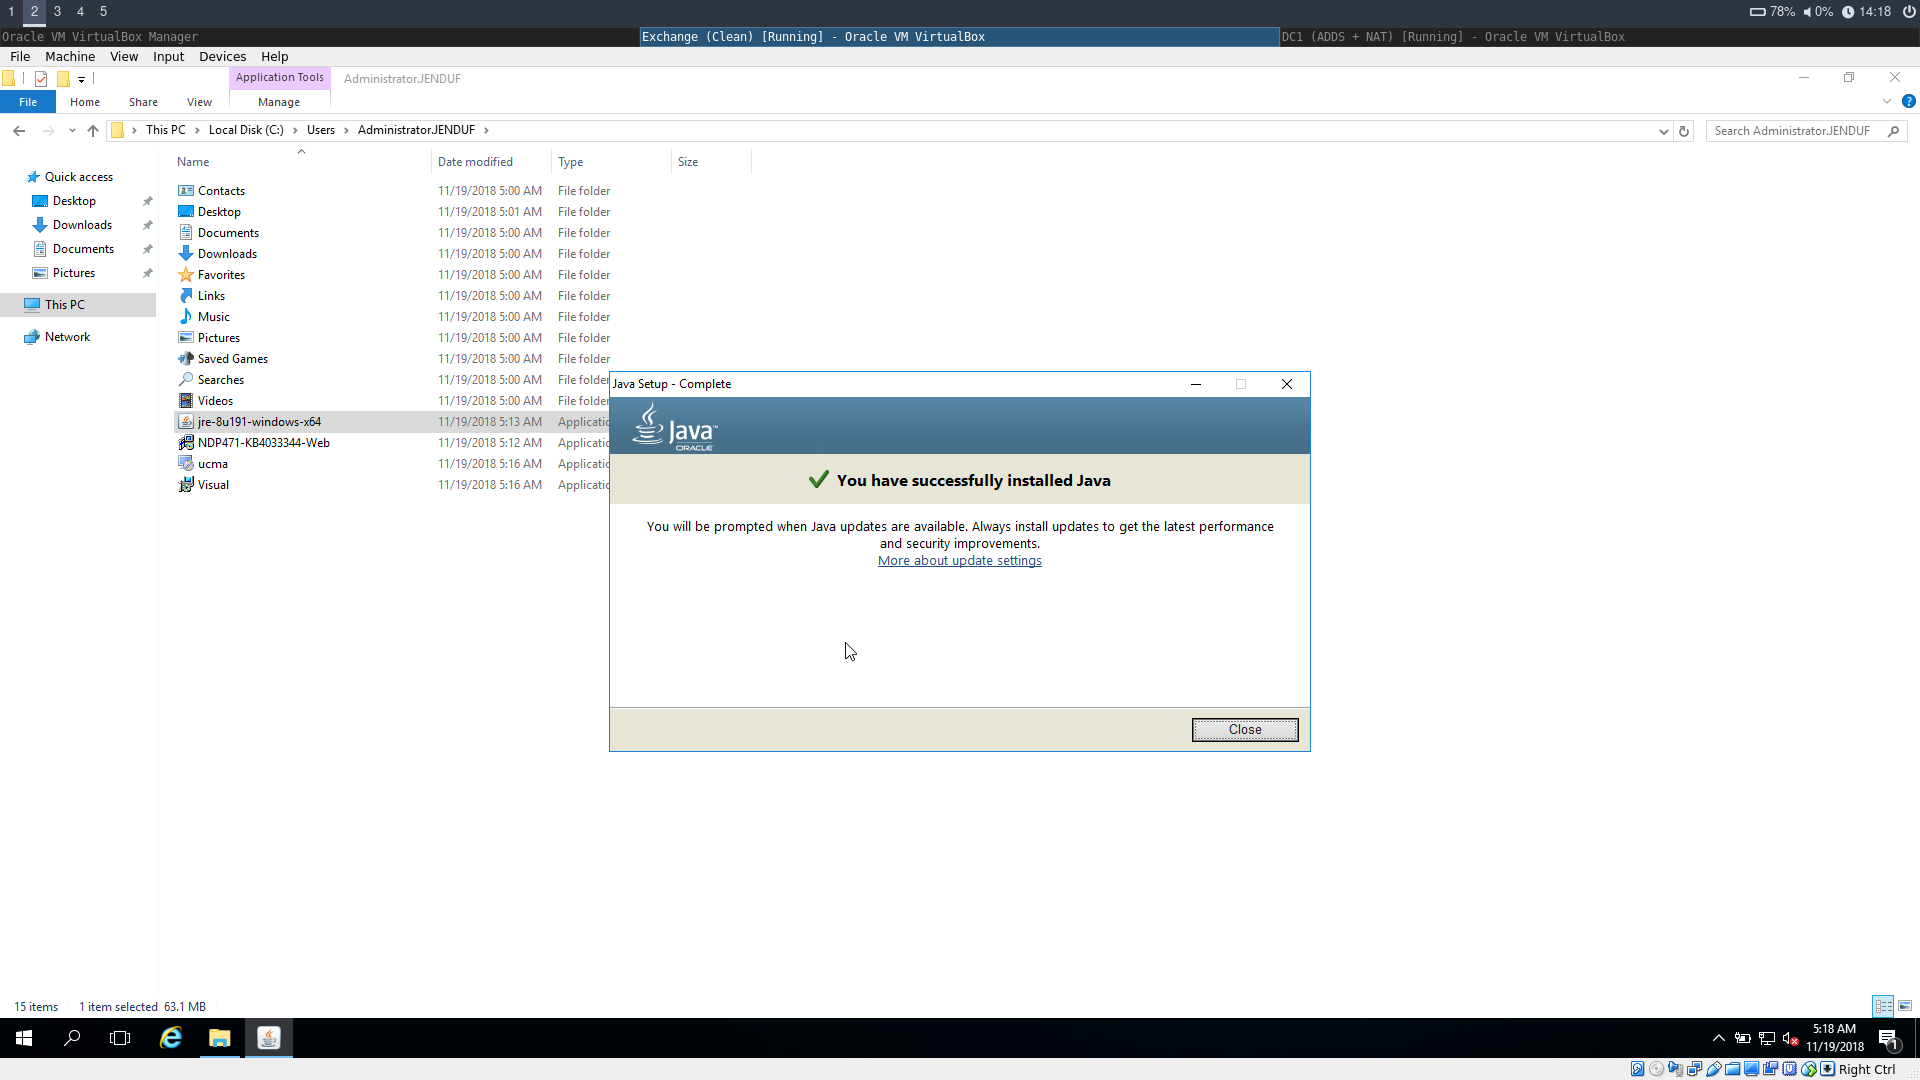 1 2 3 4 5 78% 0% 14:18
Oracle VM VirtualBox Manager Exchange (Clean) [Running] - Oracle VM VirtualBox DC1 (ADDS + NAT) [Running] - Oracle VM VirtualBox
File Machine View Input Devices Help
Application Tools Administrator.JENDUF
File Home Share View Manage
This PC Local Disk (C:) Users Administrator.JENDUF Search Administrator.JENDUF
Name Date modified Type Size
Quick access
Desktop
Downloads
Documents
Pictures
This PC
Network
Contacts 11/19/2018 5:00 AM File folder
Desktop 11/19/2018 5:01 AM File folder
Documents 11/19/2018 5:00 AM File folder
Downloads 11/19/2018 5:00 AM File folder
Favorites 11/19/2018 5:00 AM File folder
Links 11/19/2018 5:00 AM File folder
Music 11/19/2018 5:00 AM File folder
Pictures 11/19/2018 5:00 AM File folder
Saved Games 11/19/2018 5:00 AM File folder
Searches 11/19/2018 5:00 AM File folder
Videos 11/19/2018 5:00 AM File folder
jre-8u191-windows-x64 11/19/2018 5:13 AM Applicatio
NDP471-KB4033344-Web 11/19/2018 5:12 AM Applicatio
ucma 11/19/2018 5:16 AM Applicatio
Visual 11/19/2018 5:16 AM Applicatio
Java Setup - Complete
Java™
ORACLE
You have successfully installed Java
You will be prompted when Java updates are available. Always install updates to get the latest performance
and security improvements.
More about update settings
Close
15 items 1 item selected 63.1 MB
5:18 AM
11/19/2018
1
Right Ctrl